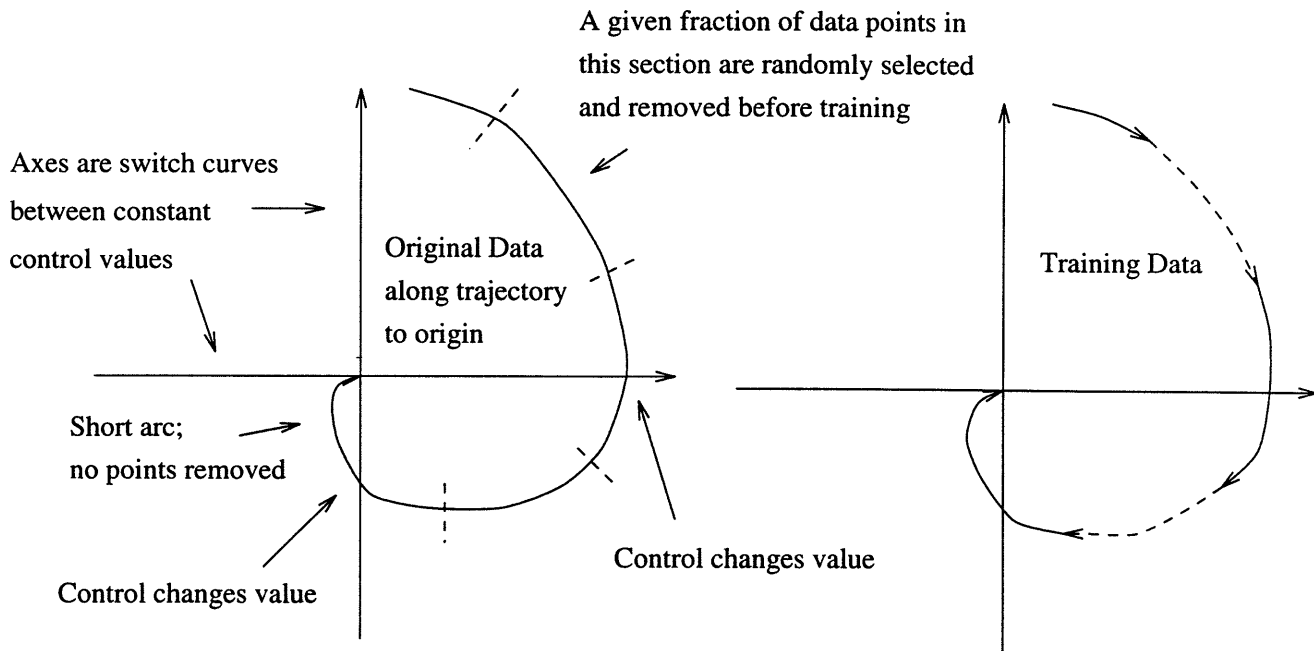 A given fraction of data points in
this section are randomly selected
and removed before training
Axes are switch curves
between constant
control values
Original Data
along trajectory
to origin
Training Data
Short arc;
no points removed
Control changes value
Control changes value